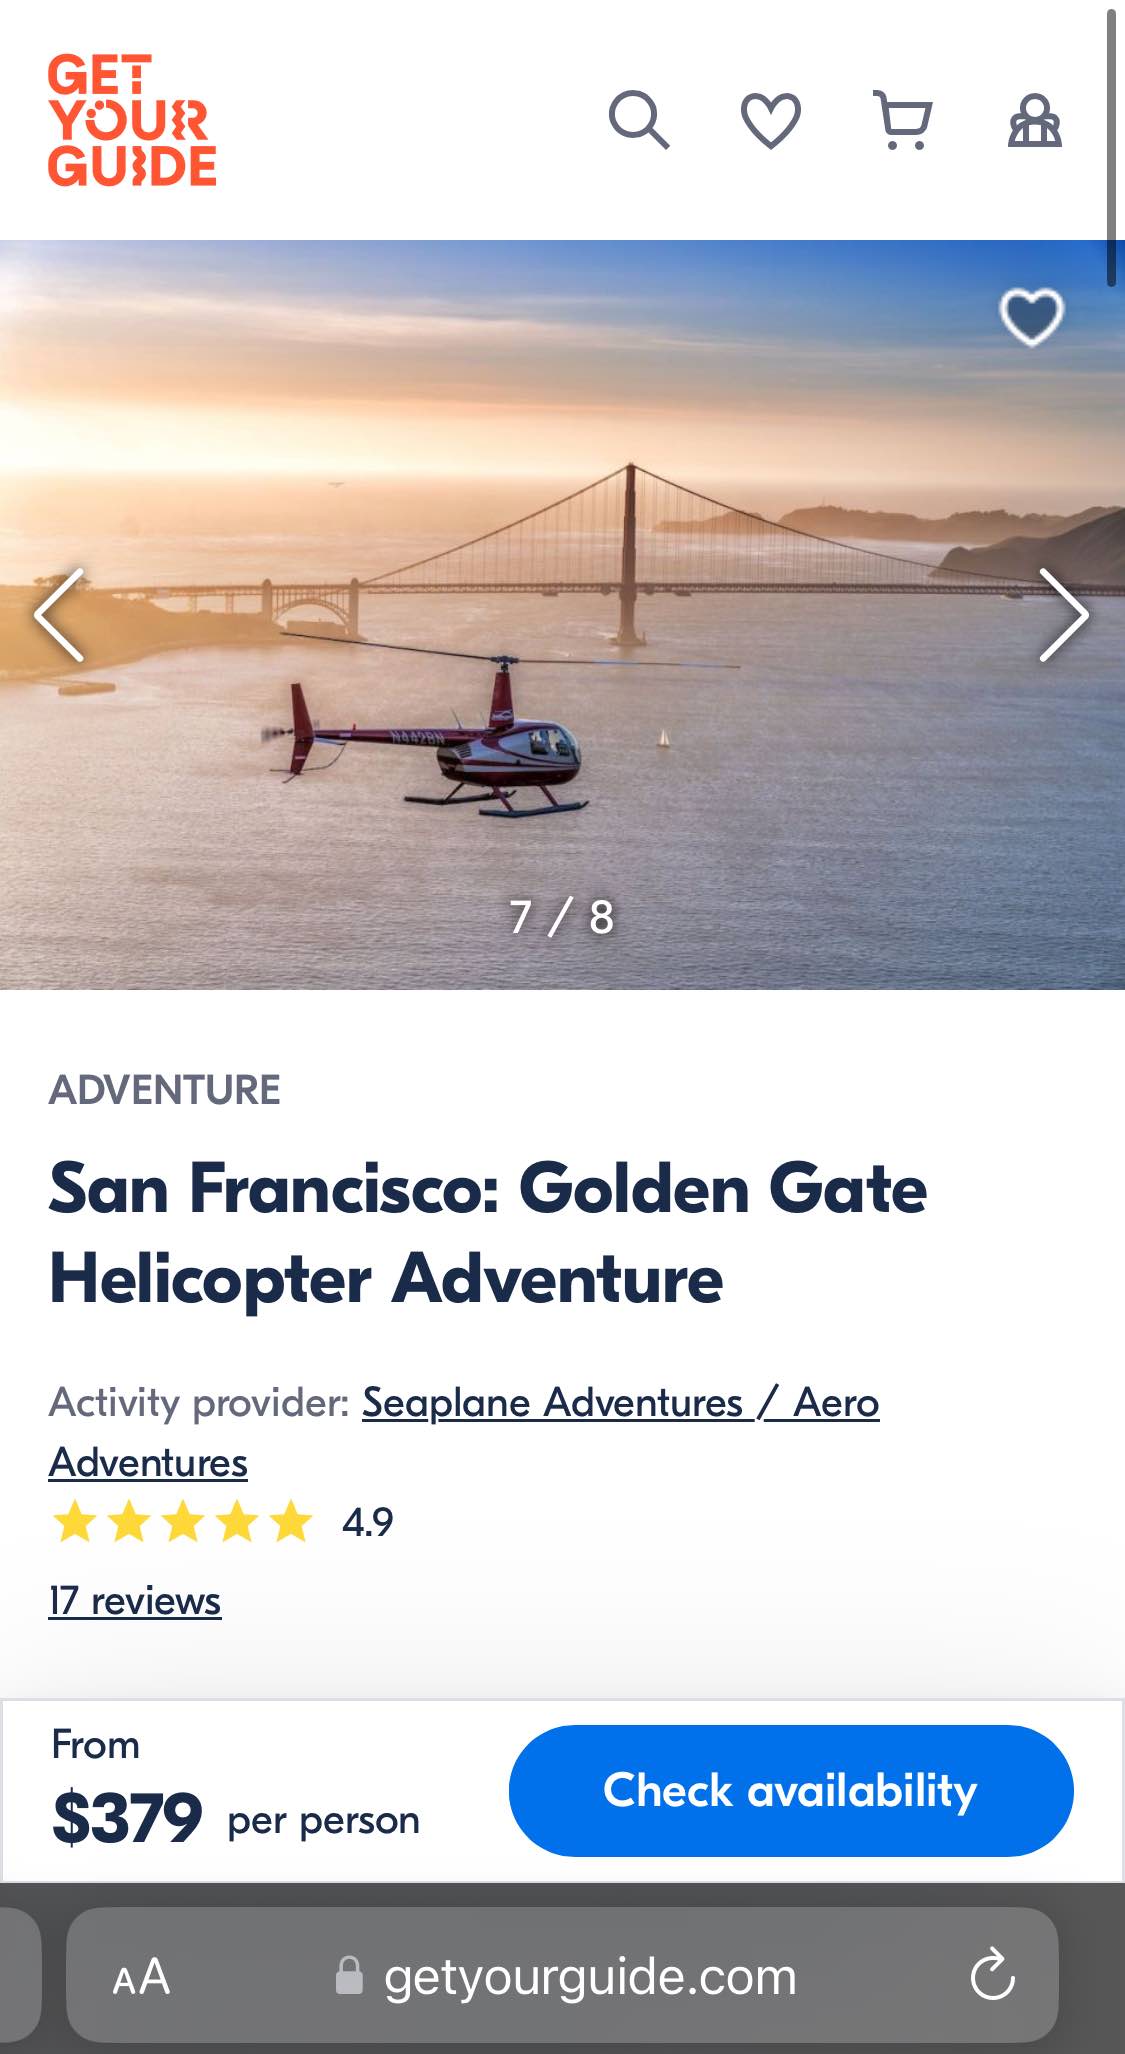 GET
YOUR
GUIDE
N442BN
7 / 8
ADVENTURE
San Francisco: Golden Gate
Helicopter Adventure
Activity provider: Seaplane Adventures / Aero
Adventures
4.9
17 reviews
From
$379 per person
Check availability
AA
getyourguide.com